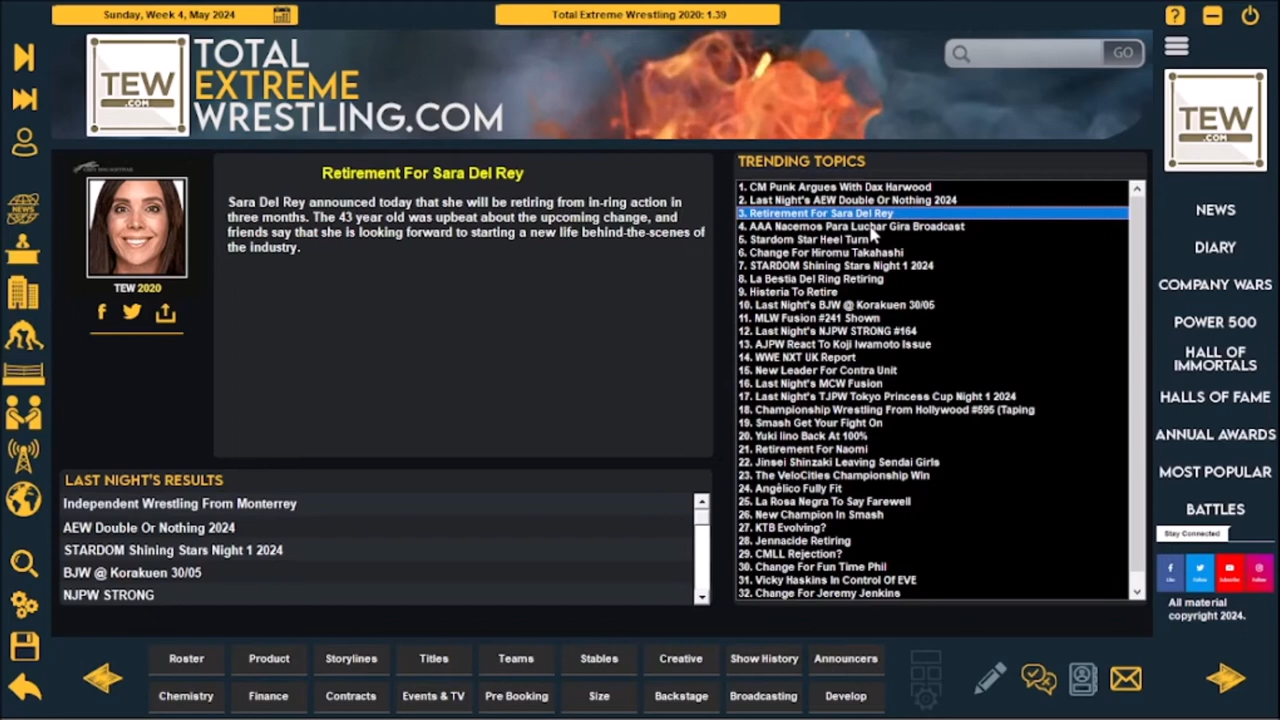 Sunday, Week 4, May 2024
Total Extreme Wrestling 2020: 1.39
TEW
.COM
TOTAL
EXTREME
WRESTLING.COM
GO
TEW
.COM
TEW 2020
Retirement For Sara Del Rey
Sara Del Rey announced today that she will be retiring from in-ring action in
three months. The 43 year old was upbeat about the upcoming change, and
friends say that she is looking forward to starting a new life behind-the-scenes of
the industry.
TRENDING TOPICS
1. CM Punk Argues With Dax Harwood
2. Last Night's AEW Double Or Nothing 2024
3. Retirement For Sara Del Rey
4. AAA Nacemos Para Luchar Gira Broadcast
5. Stardom Star Heel Turn
6. Change For Hiromu Takahashi
7. STARDOM Shining Stars Night 1 2024
8. La Bestia Del Ring Retiring
9. Histeria To Retire
10. Last Night's BJW @ Korakuen 30/05
11. MLW Fusion #241 Shown
12. Last Night's NJPW STRONG #164
13. AJPW React To Koji Iwamoto Issue
14. WWE NXT UK Report
15. New Leader For Contra Unit
16. Last Night's MCW Fusion
17. Last Night's TJPW Tokyo Princess Cup Night 1 2024
18. Championship Wrestling From Hollywood #595 (Taping
19. Smash Get Your Fight On
20. Yuki Iino Back At 100%
21. Retirement For Naomi
22. Jinsei Shinzaki Leaving Sendai Girls
23. The VeloCities Championship Win
24. Angélico Fully Fit
25. La Rosa Negra To Say Farewell
26. New Champion In Smash
27. KTB Evolving?
28. Jennacide Retiring
29. CMLL Rejection?
30. Change For Fun Time Phil
31. Vicky Haskins In Control Of EVE
32. Change For Jeremy Jenkins
LAST NIGHT'S RESULTS
Independent Wrestling From Monterrey
AEW Double Or Nothing 2024
STARDOM Shining Stars Night 1 2024
BJW @ Korakuen 30/05
NJPW STRONG
NEWS
DIARY
COMPANY WARS
POWER 500
HALL OF
IMMORTALS
HALLS OF FAME
ANNUAL AWARDS
MOST POPULAR
BATTLES
Stay Connected
All material
copyright 2024.
Roster
Product
Storylines
Titles
Teams
Stables
Creative
Show History
Announcers
Chemistry
Finance
Contracts
Events & TV
Pre Booking
Size
Backstage
Broadcasting
Develop